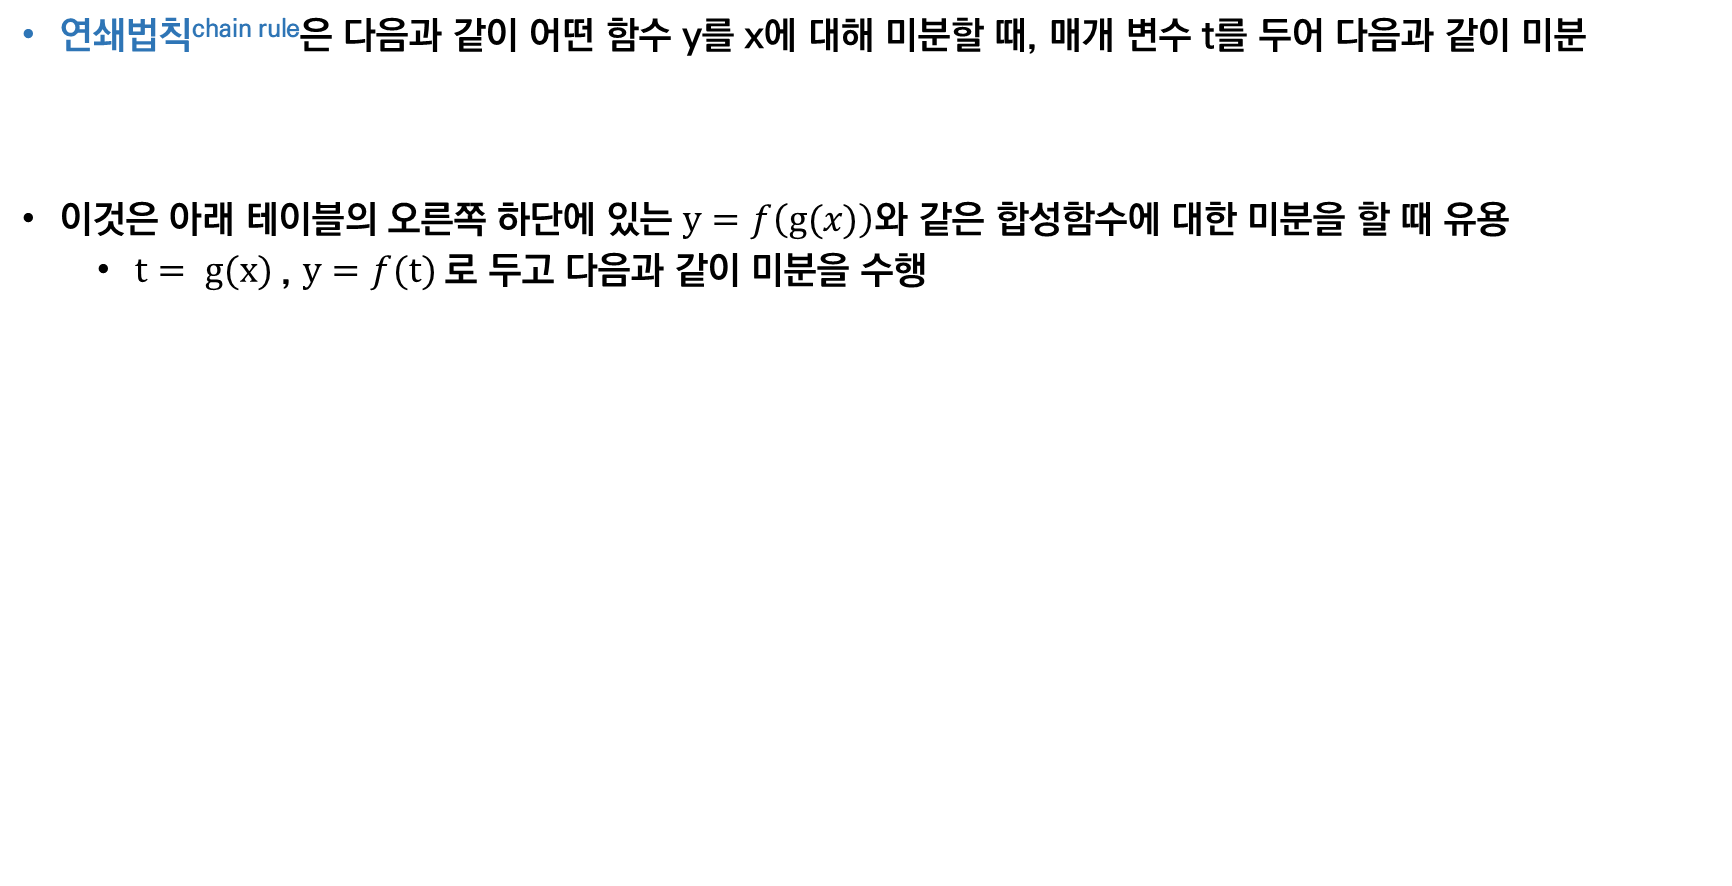 • 연쇄법칙chain rule은 다음과 같이 어떤 함수 y를 x에 대해 미분할 때, 매개 변수 t를 두어 다음과 같이 미분
• 이것은 아래 테이블의 오른쪽 하단에 있는 y = f(g(x))와 같은 합성함수에 대한 미분을 할 때 유용
• t = g(x) , y = f(t) 로 두고 다음과 같이 미분을 수행